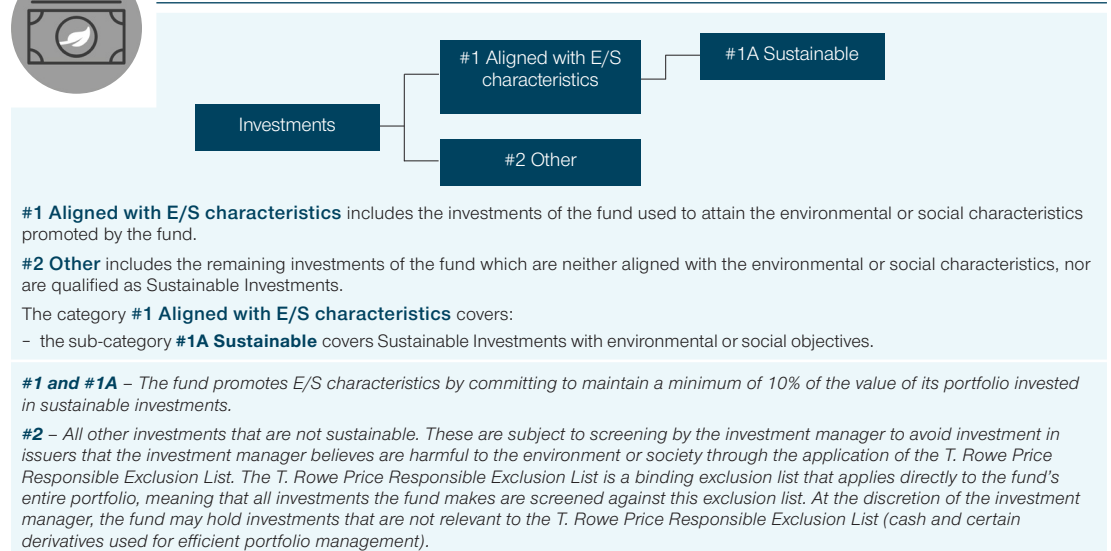 #1 Aligned with E/S
characteristics
#1A Sustainable
Investments
#2 Other
#1 Aligned with E/S characteristics includes the investments of the fund used to attain the environmental or social characteristics
promoted by the fund.
#2 Other includes the remaining investments of the fund which are neither aligned with the environmental or social characteristics, nor
are qualified as Sustainable Investments.
The category #1 Aligned with E/S characteristics covers:
– the sub-category #1A Sustainable covers Sustainable Investments with environmental or social objectives.
#1 and #1A – The fund promotes E/S characteristics by committing to maintain a minimum of 10% of the value of its portfolio invested
in sustainable investments.
#2 – All other investments that are not sustainable. These are subject to screening by the investment manager to avoid investment in
issuers that the investment manager believes are harmful to the environment or society through the application of the T. Rowe Price
Responsible Exclusion List. The T. Rowe Price Responsible Exclusion List is a binding exclusion list that applies directly to the fund's
entire portfolio, meaning that all investments the fund makes are screened against this exclusion list. At the discretion of the investment
manager, the fund may hold investments that are not relevant to the T. Rowe Price Responsible Exclusion List (cash and certain
derivatives used for efficient portfolio management).